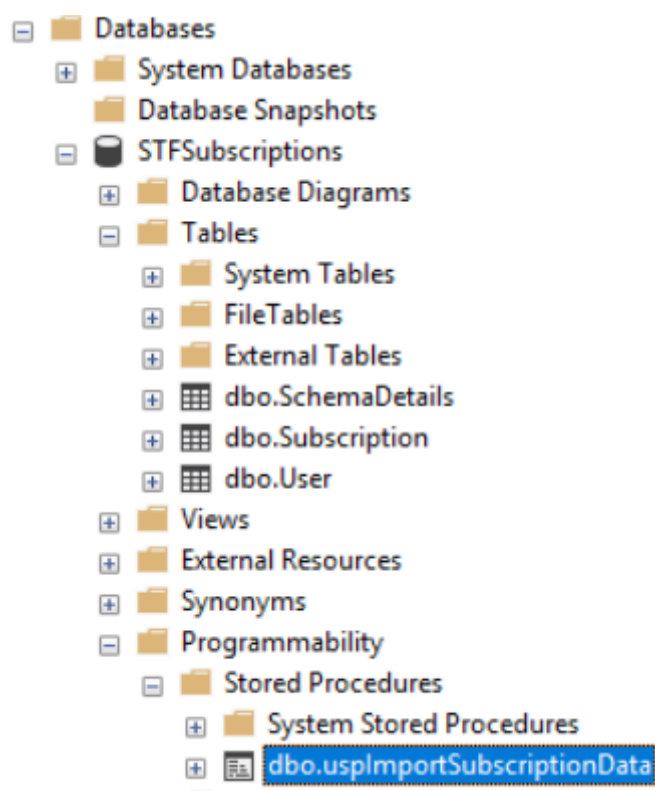 Databases
System Databases
Database Snapshots
STFSubscriptions
Database Diagrams
Tables
System Tables
FileTables
External Tables
dbo.SchemaDetails
dbo.Subscription
dbo.User
Views
External Resources
Synonyms
Programmability
Stored Procedures
System Stored Procedures
dbo.uspImportSubscriptionData